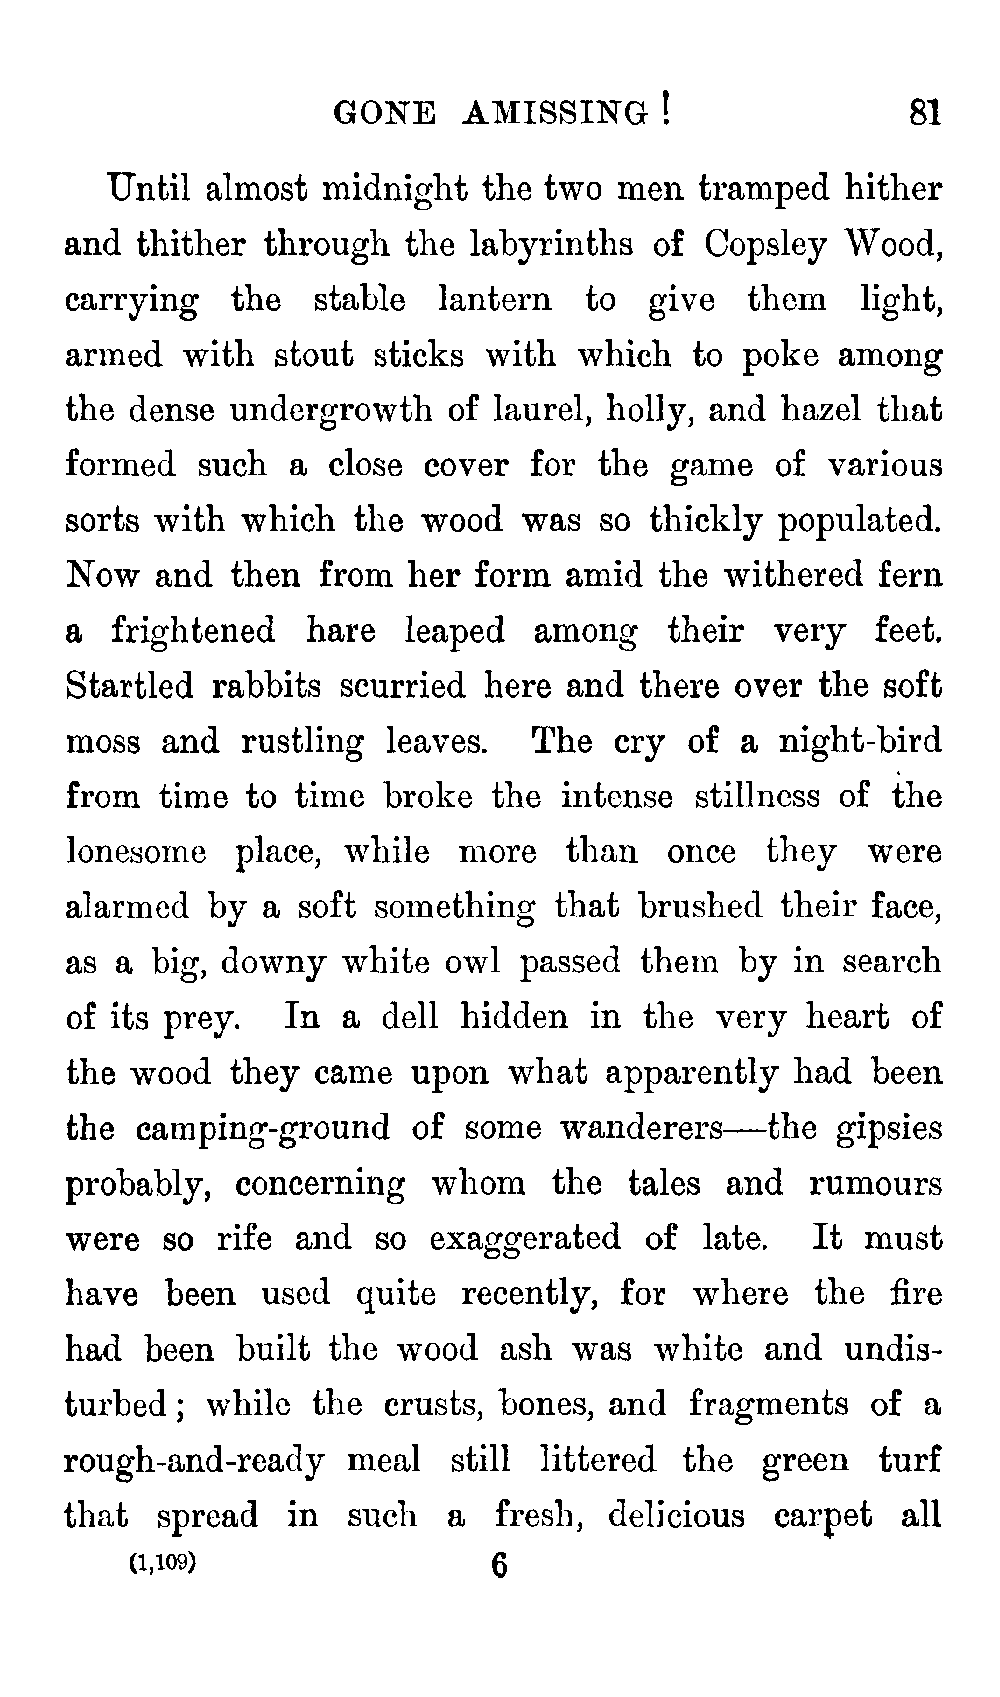 GONE AMISSING! 81
Until almost midnight the two men tramped hither
and thither through the labyrinths of Copsley Wood,
carrying the stable lantern to give them light,
armed with stout sticks with which to poke among
the dense undergrowth of laurel, holly, and hazel that
formed such a close cover for the game of various
sorts with which the wood was so thickly populated.
Now and then from her form amid the withered fern
a frightened hare leaped among their very feet.
Startled rabbits scurried here and there over the soft
moss and rustling leaves. The cry of a night-bird
from time to time broke the intense stillness of the
lonesome place, while more than once they were
alarmed by a soft something that brushed their face,
as a big, downy white owl passed them by in search
of its prey. In a dell hidden in the very heart of
the wood they came upon what apparently had been
the camping-ground of some wanderers—the gipsies
probably, concerning whom the tales and rumours
were so rife and so exaggerated of late. It must
have been used quite recently, for where the fire
had been built the wood ash was white and undis-
turbed; while the crusts, bones, and fragments of a
rough-and-ready meal still littered the green turf
that spread in such a fresh, delicious carpet all
(1,109) 6